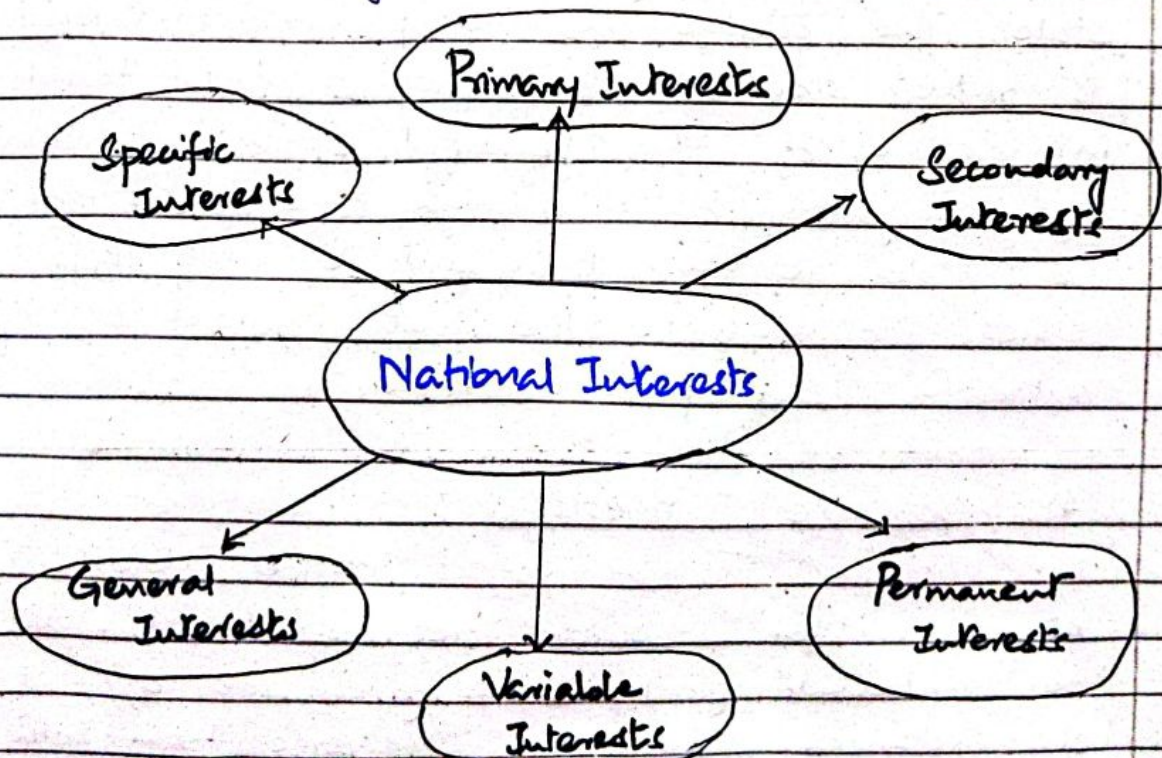 Primary Interests
Specific
Interests
Secondary
Interests
National Interests
General
Interests
Permanent
Interests
Variable
Interests